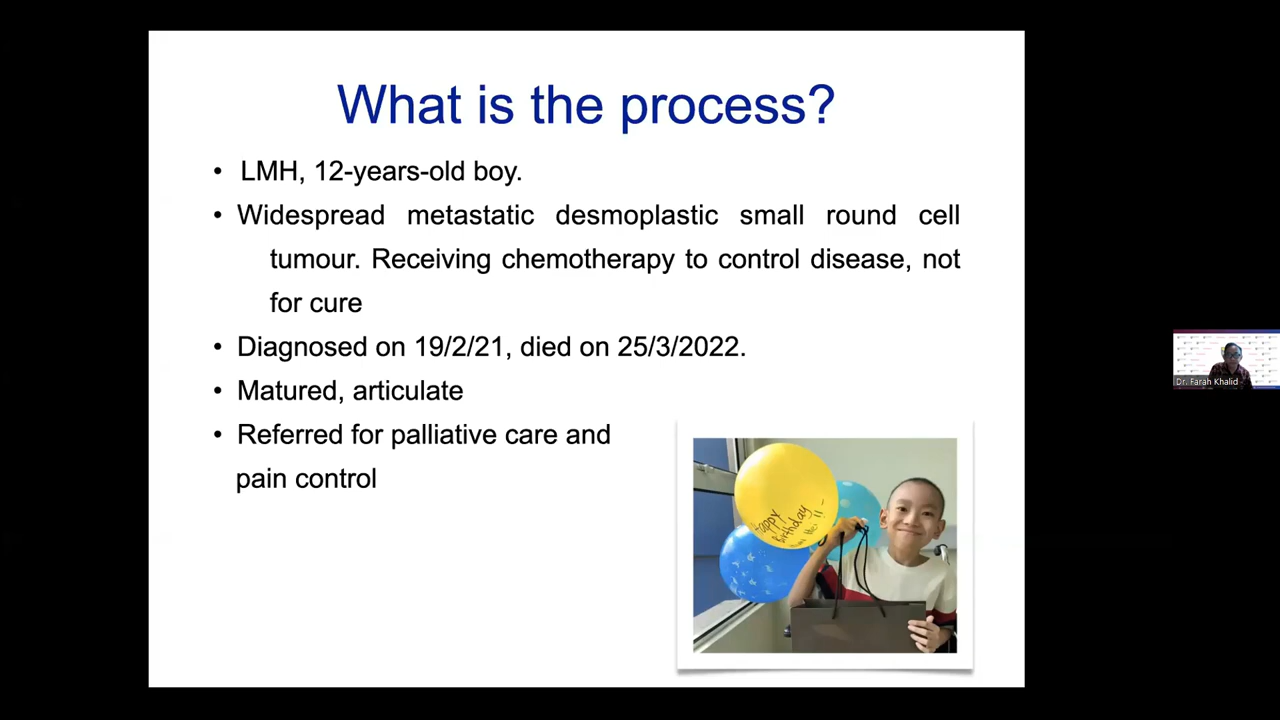 What is the process?
• LMH, 12-years-old boy.
• Widespread metastatic desmoplastic small round cell
tumour. Receiving chemotherapy to control disease, not
for cure
• Diagnosed on 19/2/21, died on 25/3/2022.
• Matured, articulate
• Referred for palliative care and
pain control
Happy
Birthday
Dr. Farah Khalid